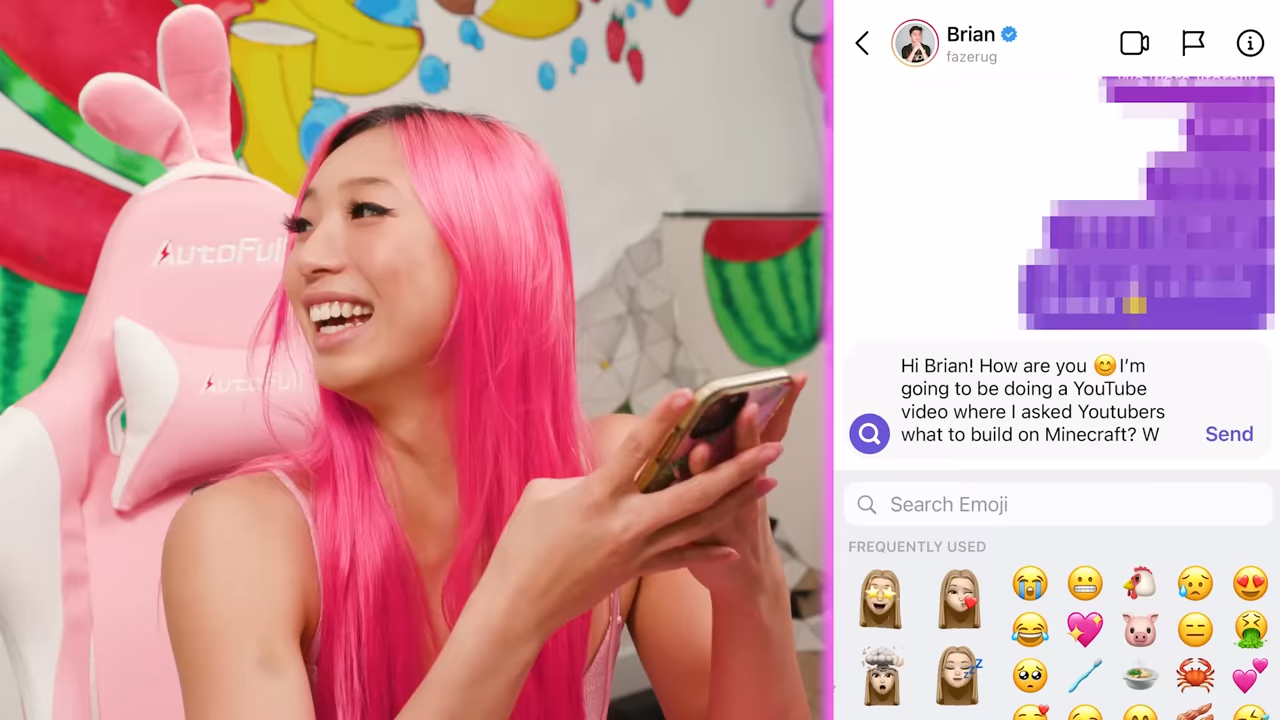 AutoFull
AutoFull
Brian
fazerug
Hi Brian! How are you 😊I'm
going to be doing a YouTube
video where I asked Youtubers
what to build on Minecraft? W
Send
Search Emoji
FREQUENTLY USED